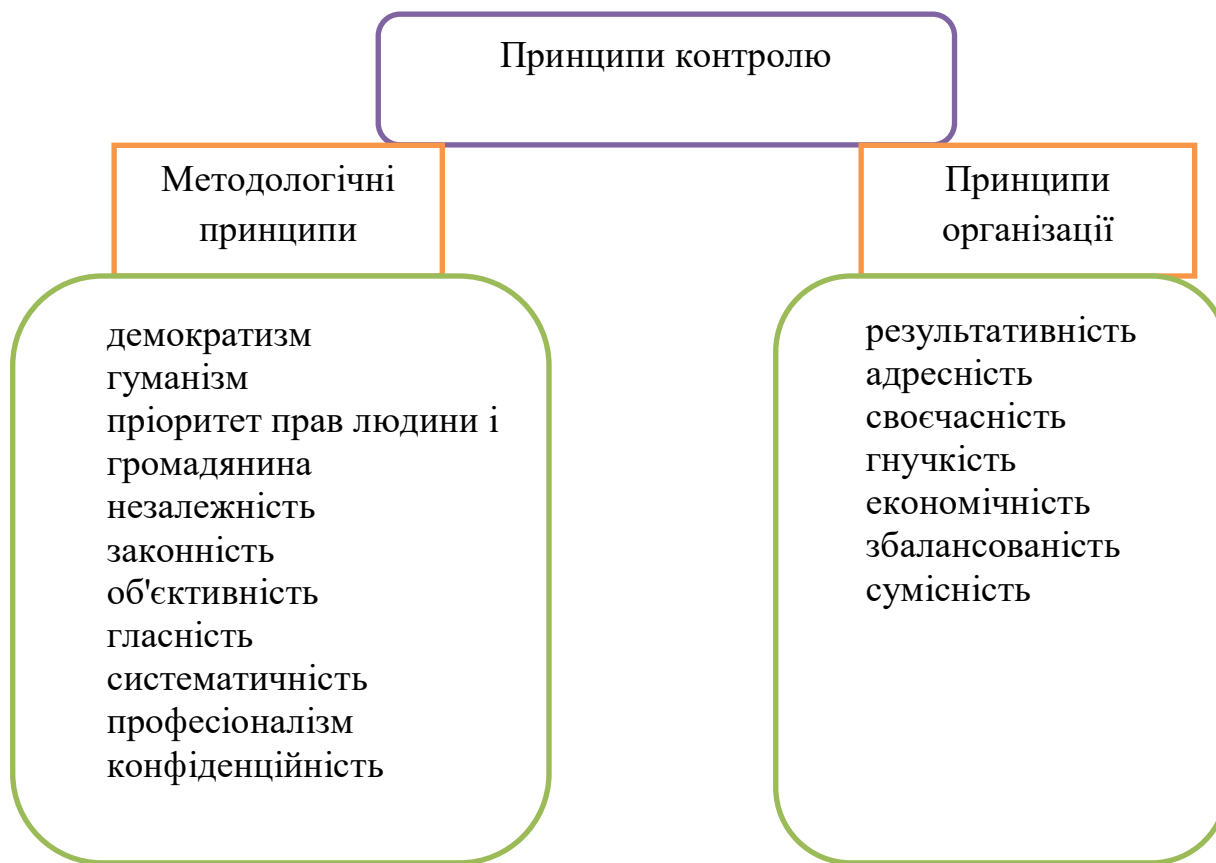 Принципи контролю
Методологічні
принципи
Принципи
організації
демократизм
гуманізм
пріоритет прав людини і
громадянина
незалежність
законність
об'єктивність
гласність
систематичність
професіоналізм
конфіденційність
результативність
адресність
своєчасність
гнучкість
економічність
збалансованість
сумісність